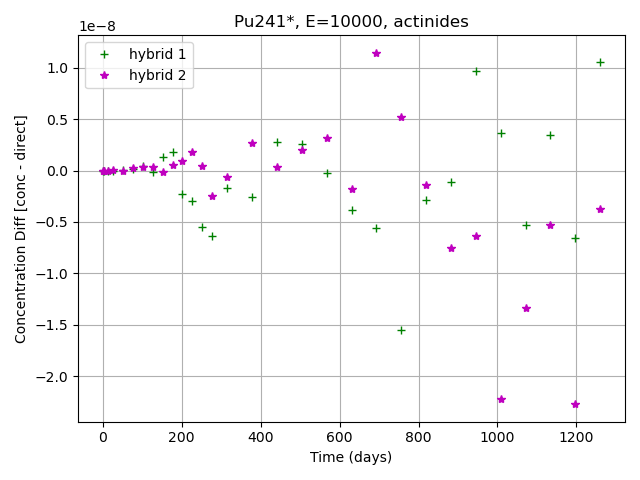 Pu241*, E=10000, actinides
1e−8
hybrid 1
hybrid 2
1.0
0.5
0.0
−0.5
−1.0
−1.5
−2.0
Concentration Diff [conc - direct]
0 200 400 600 800 1000 1200
Time (days)